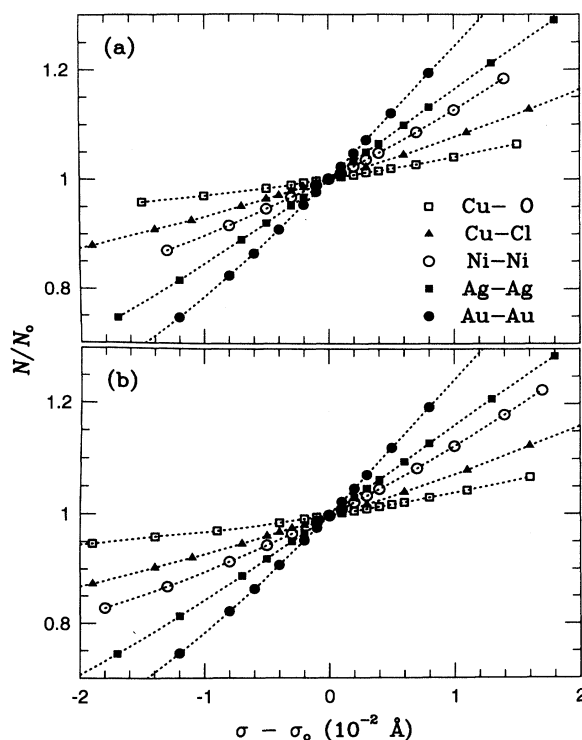 (a)
1.2
1
0.8
Cu– O
Cu–Cl
Ni–Ni
Ag–Ag
Au–Au
N/N₀
(b)
1.2
1
0.8
-2 -1 0 1 2
σ – σ₀ (10⁻² Å)